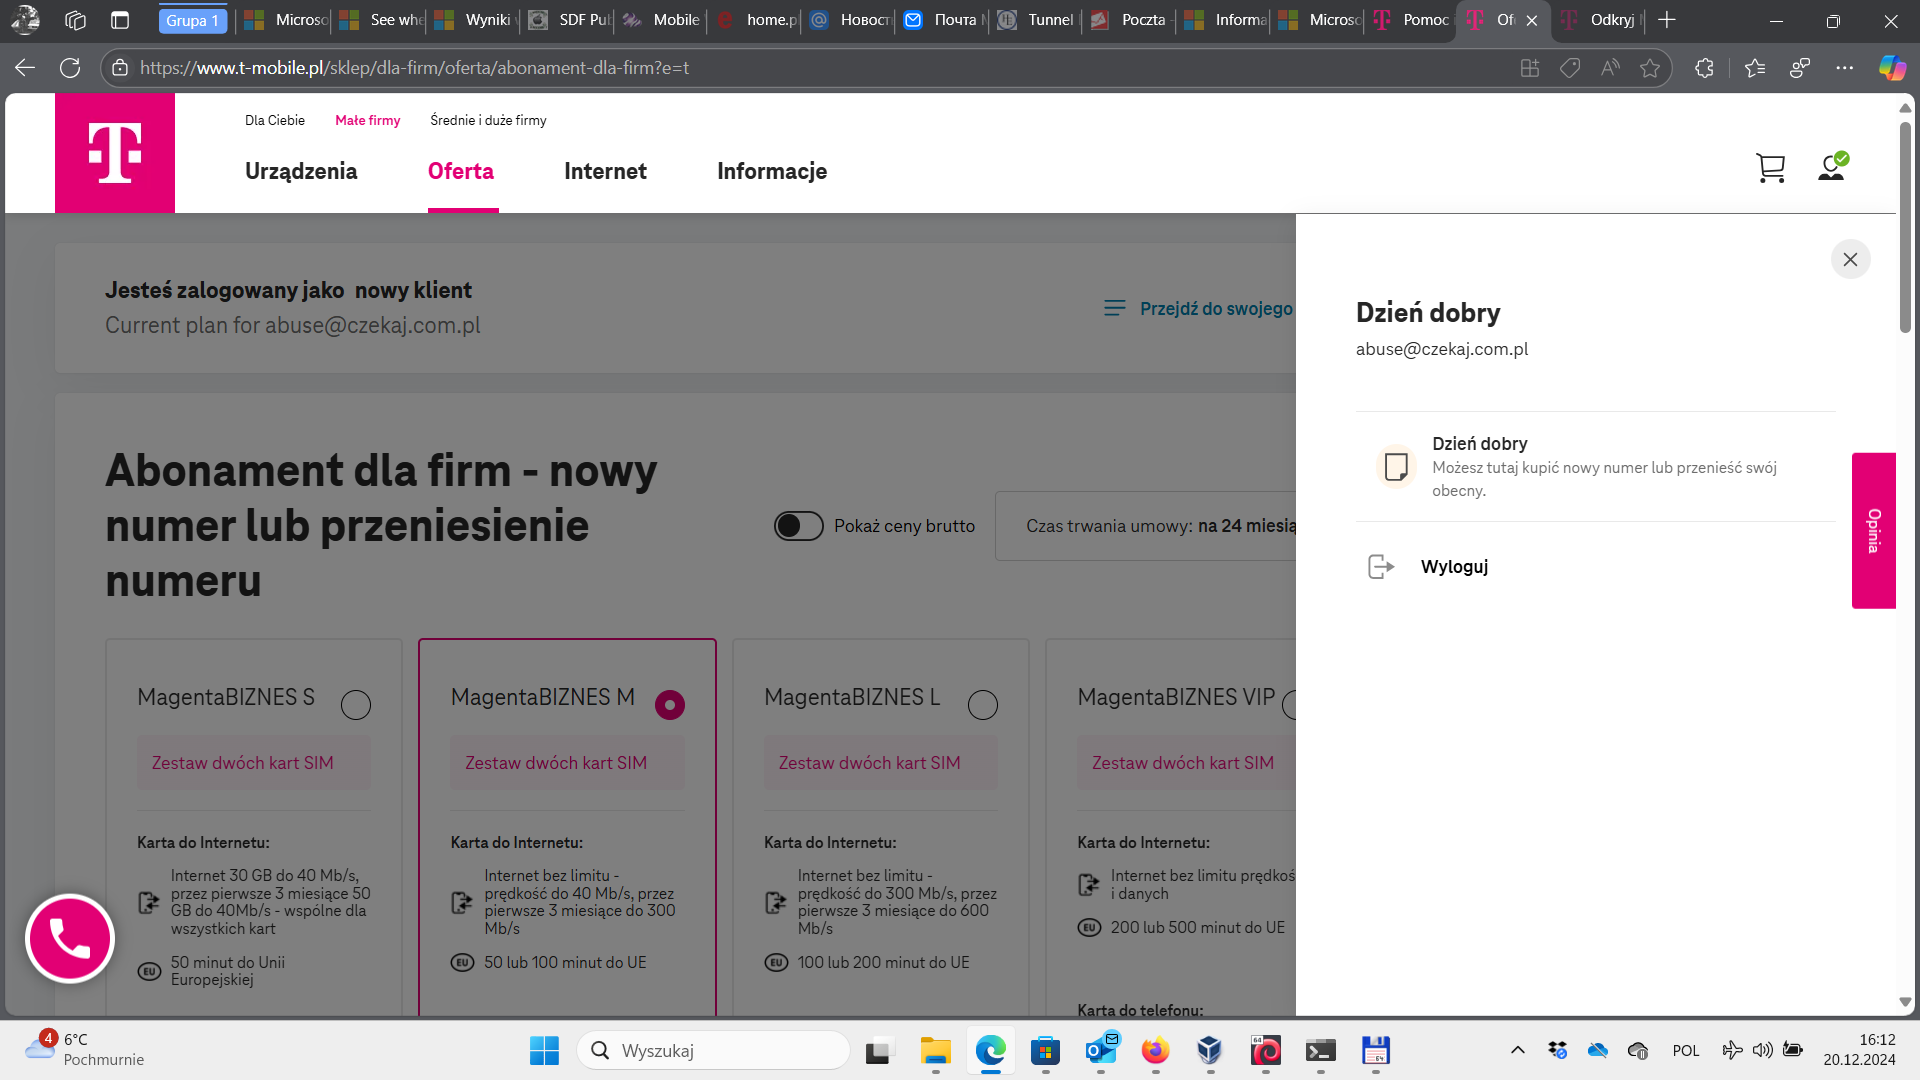 Grupa 1
Microso
See whe
Wyniki
SDF Pub
Mobile
home.p
Новост
Почта
Tunnel
Poczta -
Informa
Microso
Pomoc
Of
Odkryj
https://www.t-mobile.pl/sklep/dla-firm/oferta/abonament-dla-firm?e=t
Dla Ciebie
Małe firmy
Średnie i duże firmy
Urządzenia
Oferta
Internet
Informacje
Jesteś zalogowany jako nowy klient
Current plan for abuse@czekaj.com.pl
Przejdź do swojego
Dzień dobry
abuse@czekaj.com.pl
Dzień dobry
Możesz tutaj kupić nowy numer lub przenieść swój
obecny.
Wyloguj
Opinia
Abonament dla firm - nowy
numer lub przeniesienie
numeru
Pokaż ceny brutto
Czas trwania umowy: na 24 miesią
MagentaBIZNES S
Zestaw dwóch kart SIM
Karta do Internetu:
Internet 30 GB do 40 Mb/s,
przez pierwsze 3 miesiące 50
GB do 40Mb/s - wspólne dla
wszystkich kart
EU
50 minut do Unii
Europejskiej
MagentaBIZNES M
Zestaw dwóch kart SIM
Karta do Internetu:
Internet bez limitu -
prędkość do 40 Mb/s, przez
pierwsze 3 miesiące do 300
Mb/s
EU
50 lub 100 minut do UE
MagentaBIZNES L
Zestaw dwóch kart SIM
Karta do Internetu:
Internet bez limitu -
prędkość do 300 Mb/s, przez
pierwsze 3 miesiące do 600
Mb/s
EU
100 lub 200 minut do UE
MagentaBIZNES VIP
Zestaw dwóch kart SIM
Karta do Internetu:
Internet bez limitu prędkoś
i danych
EU
200 lub 500 minut do UE
Karta do telefonu:
4
6°C
Pochmurnie
Wyszukaj
64
64
POL
16:12
20.12.2024